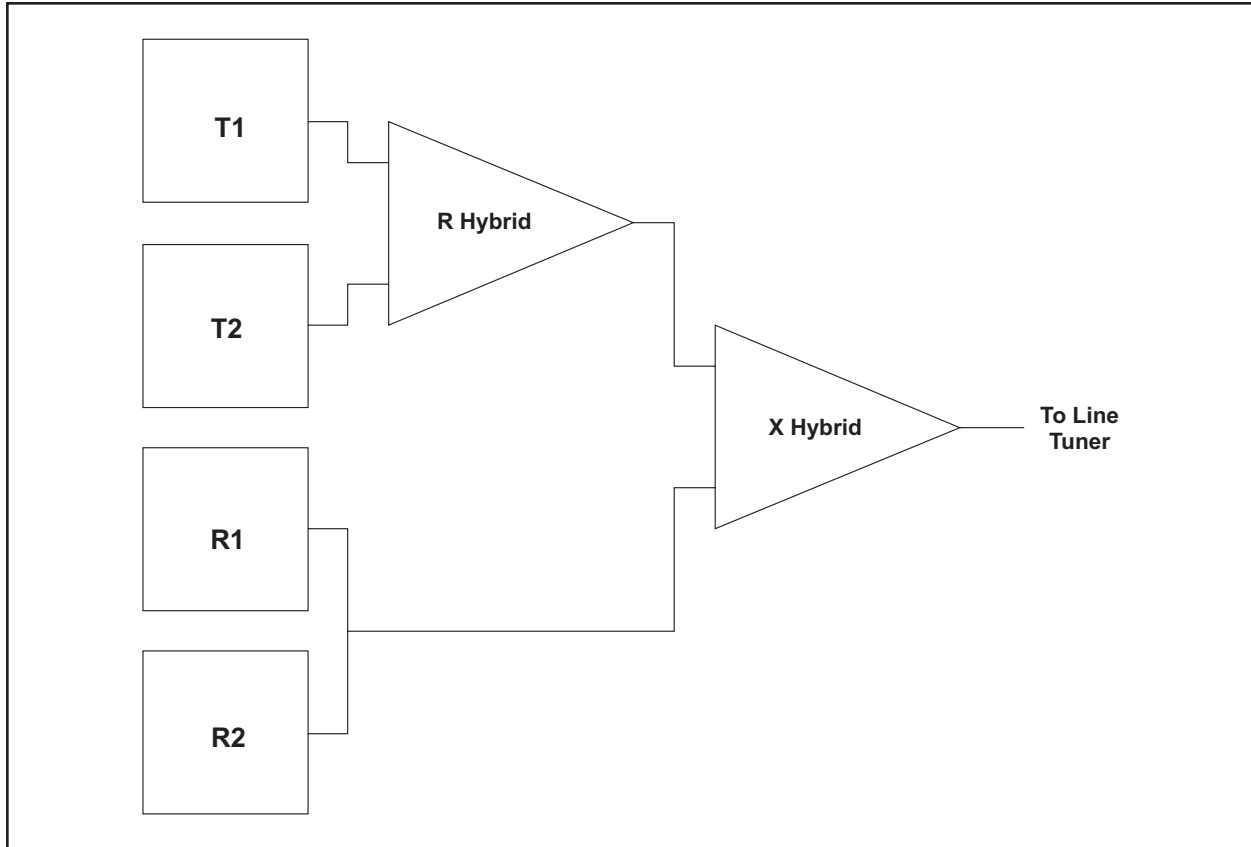 T1
R Hybrid
T2
X Hybrid
To Line
Tuner
R1
R2